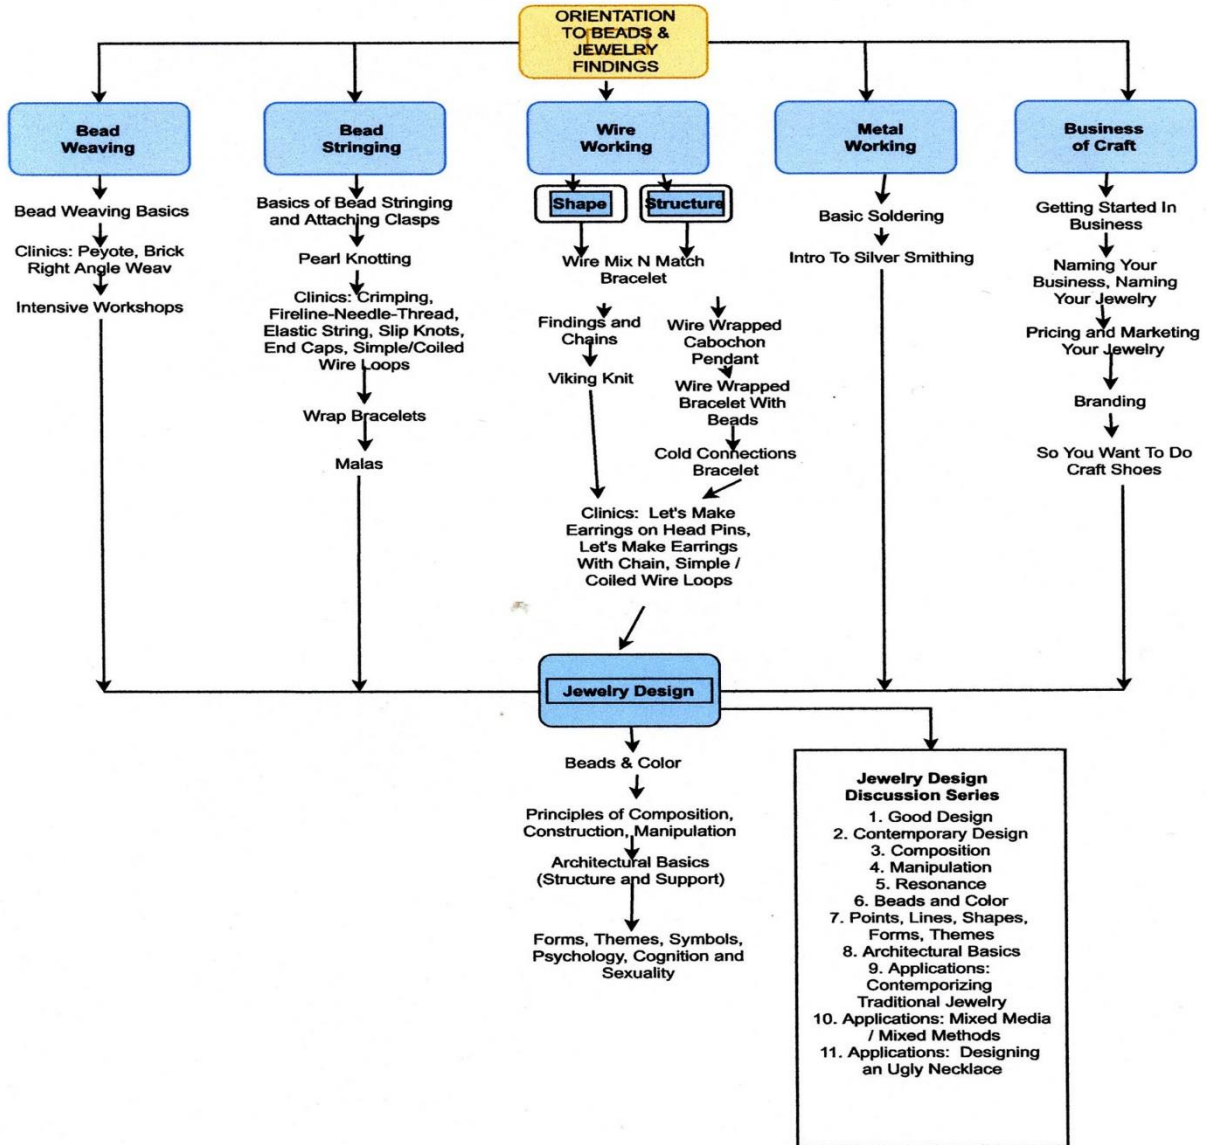 ORIENTATION
TO BEADS &
JEWELRY
FINDINGS
Bead
Weaving
Bead
Stringing
Wire
Working
Metal
Working
Business
of Craft
Bead Weaving Basics
Clinics: Peyote, Brick
Right Angle Weav
Intensive Workshops
Basics of Bead Stringing
and Attaching Clasps
Pearl Knotting
Clinics: Crimping,
Fireline-Needle-Thread,
Elastic String, Slip Knots,
End Caps, Simple/Coiled
Wire Loops
Wrap Bracelets
Malas
Shape
Structure
Wire Mix N Match
Bracelet
Findings and
Chains
Viking Knit
Wire Wrapped
Cabochon
Pendant
Wire Wrapped
Bracelet With
Beads
Cold Connections
Bracelet
Clinics: Let's Make
Earrings on Head Pins,
Let's Make Earrings
With Chain, Simple /
Coiled Wire Loops
Basic Soldering
Intro To Silver Smithing
Getting Started In
Business
Naming Your
Business, Naming
Your Jewelry
Pricing and Marketing
Your Jewelry
Branding
So You Want To Do
Craft Shoes
Jewelry Design
Beads & Color
Principles of Composition,
Construction, Manipulation
Architectural Basics
(Structure and Support)
Forms, Themes, Symbols,
Psychology, Cognition and
Sexuality
Jewelry Design
Discussion Series
1. Good Design
2. Contemporary Design
3. Composition
4. Manipulation
5. Resonance
6. Beads and Color
7. Points, Lines, Shapes,
Forms, Themes
8. Architectural Basics
9. Applications:
Contemporizing
Traditional Jewelry
10. Applications: Mixed Media
/ Mixed Methods
11. Applications: Designing
an Ugly Necklace